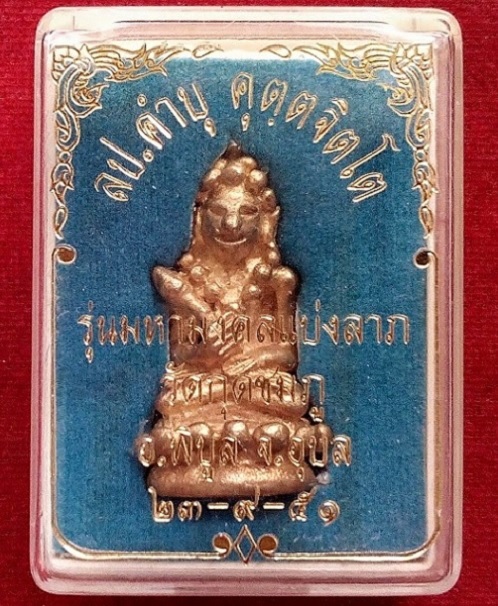 ลป.คำบุ คุตฺตจิตฺโต
รุ่นมหามงคลแบ่งลาภ
วัดกุดชมภู
อ.พิบูล จ.อุบล
๒๓-๙-๕๑